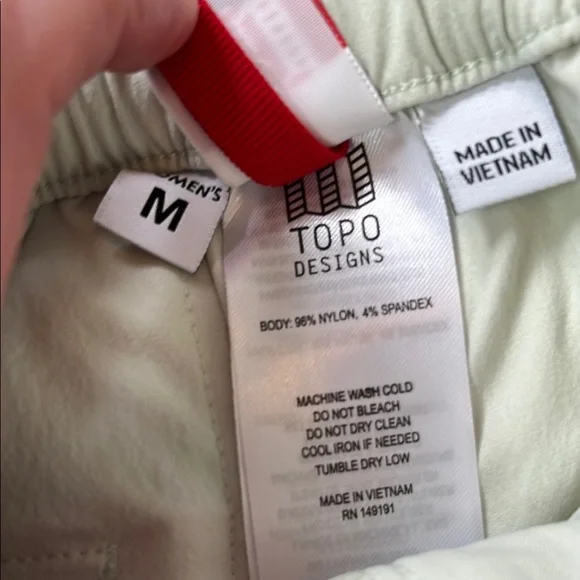 WOMEN'S
M
TOPO
DESIGNS
BODY: 96% NYLON, 4% SPANDEX
MACHINE WASH COLD
DO NOT BLEACH
DO NOT DRY CLEAN
COOL IRON IF NEEDED
TUMBLE DRY LOW
MADE IN VIETNAM
RN 149191
MADE IN
VIETNAM